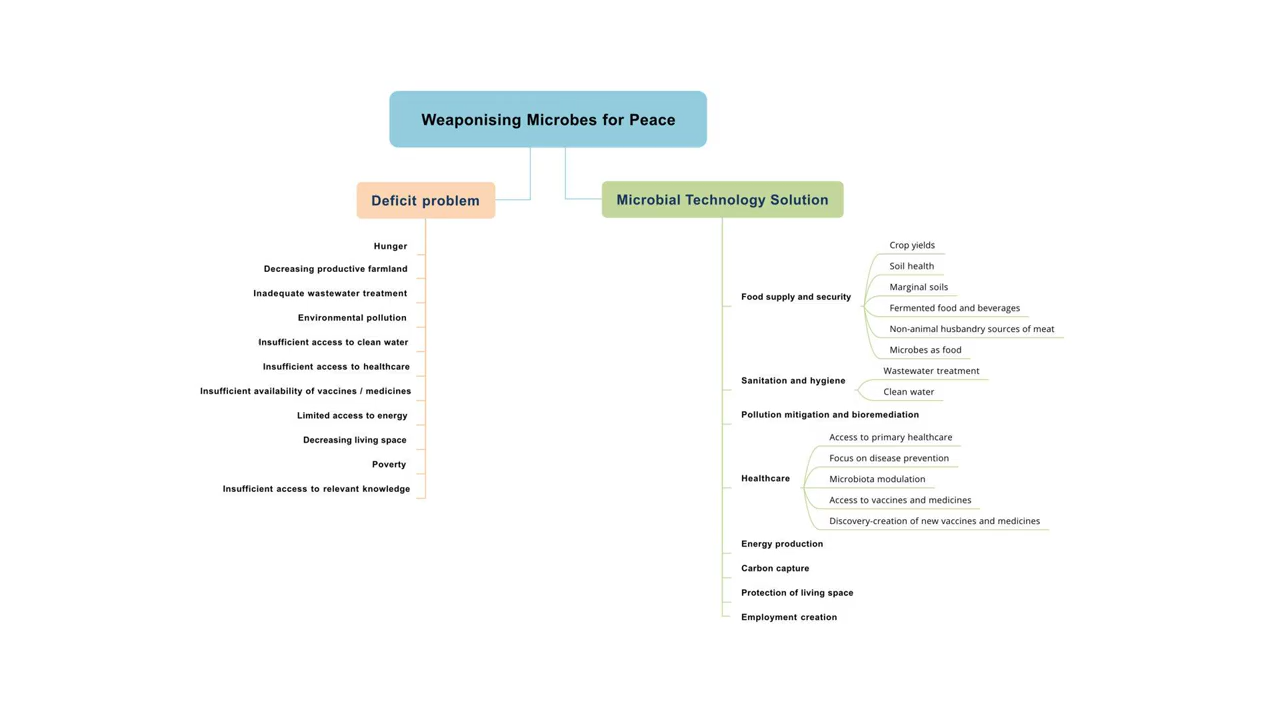 Weaponising Microbes for Peace
Deficit problem
Hunger
Decreasing productive farmland
Inadequate wastewater treatment
Environmental pollution
Insufficient access to clean water
Insufficient access to healthcare
Insufficient availability of vaccines / medicines
Limited access to energy
Decreasing living space
Poverty
Insufficient access to relevant knowledge
Microbial Technology Solution
Food supply and security
Crop yields
Soil health
Marginal soils
Fermented food and beverages
Non-animal husbandry sources of meat
Microbes as food
Sanitation and hygiene
Wastewater treatment
Clean water
Pollution mitigation and bioremediation
Healthcare
Access to primary healthcare
Focus on disease prevention
Microbiota modulation
Access to vaccines and medicines
Discovery-creation of new vaccines and medicines
Energy production
Carbon capture
Protection of living space
Employment creation